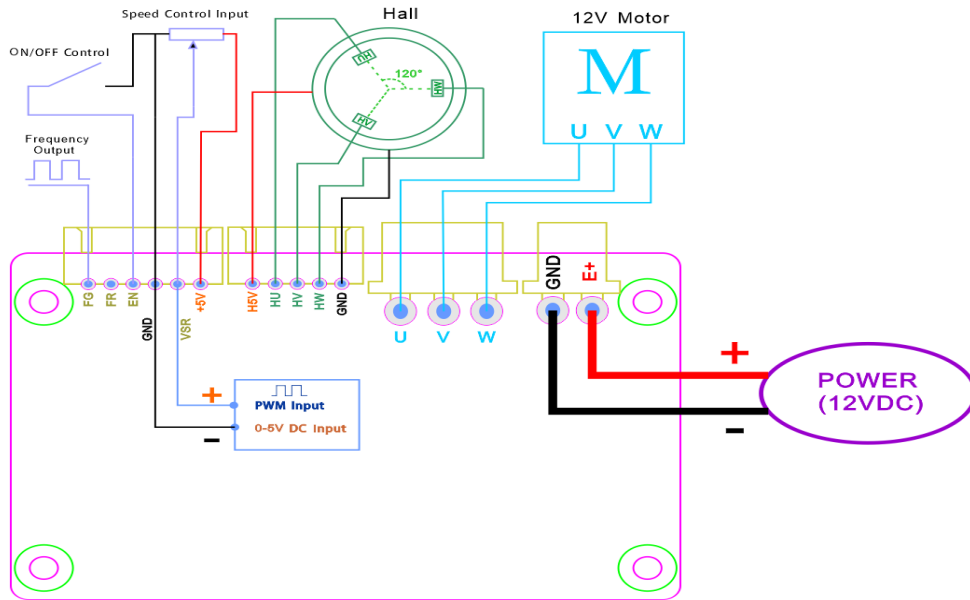 Speed Control Input
Hall
12V Motor
ON/OFF Control
HU
120°
HW
HV
M
U V W
Frequency
Output
FG
FR
EN
GND
VSR
+5V
H5V
HU
HV
HW
GND
U
V
W
GND
E+
+
POWER
(12VDC)
-
+
PWM Input
0-5V DC Input
-